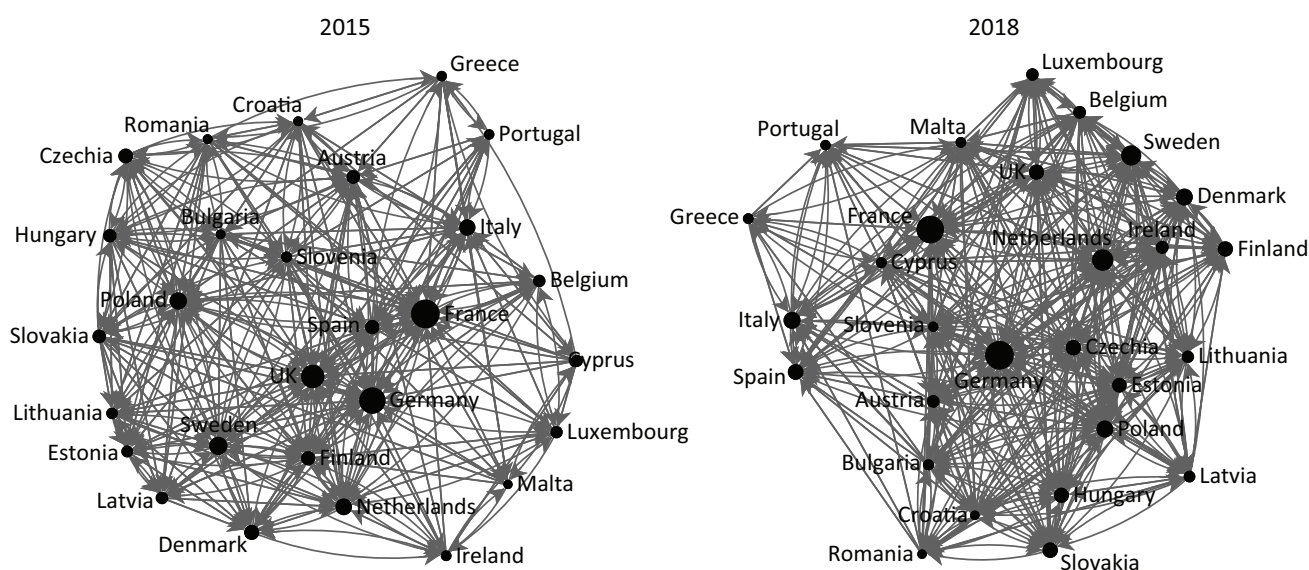 2015
Greece
Croatia
Romania
Portugal
Czechia
Austria
Bulgaria
Italy
Hungary
Slovenia
Belgium
Poland
France
Spain
Slovakia
Cyprus
UK
Germany
Lithuania
Sweden
Luxembourg
Estonia
Finland
Malta
Latvia
Netherlands
Denmark
Ireland
2018
Luxembourg
Belgium
Portugal
Malta
Sweden
UK
Denmark
Greece
France
Ireland
Netherlands
Finland
Cyprus
Italy
Slovenia
Czechia
Lithuania
Spain
Germany
Estonia
Austria
Poland
Bulgaria
Latvia
Hungary
Croatia
Romania
Slovakia